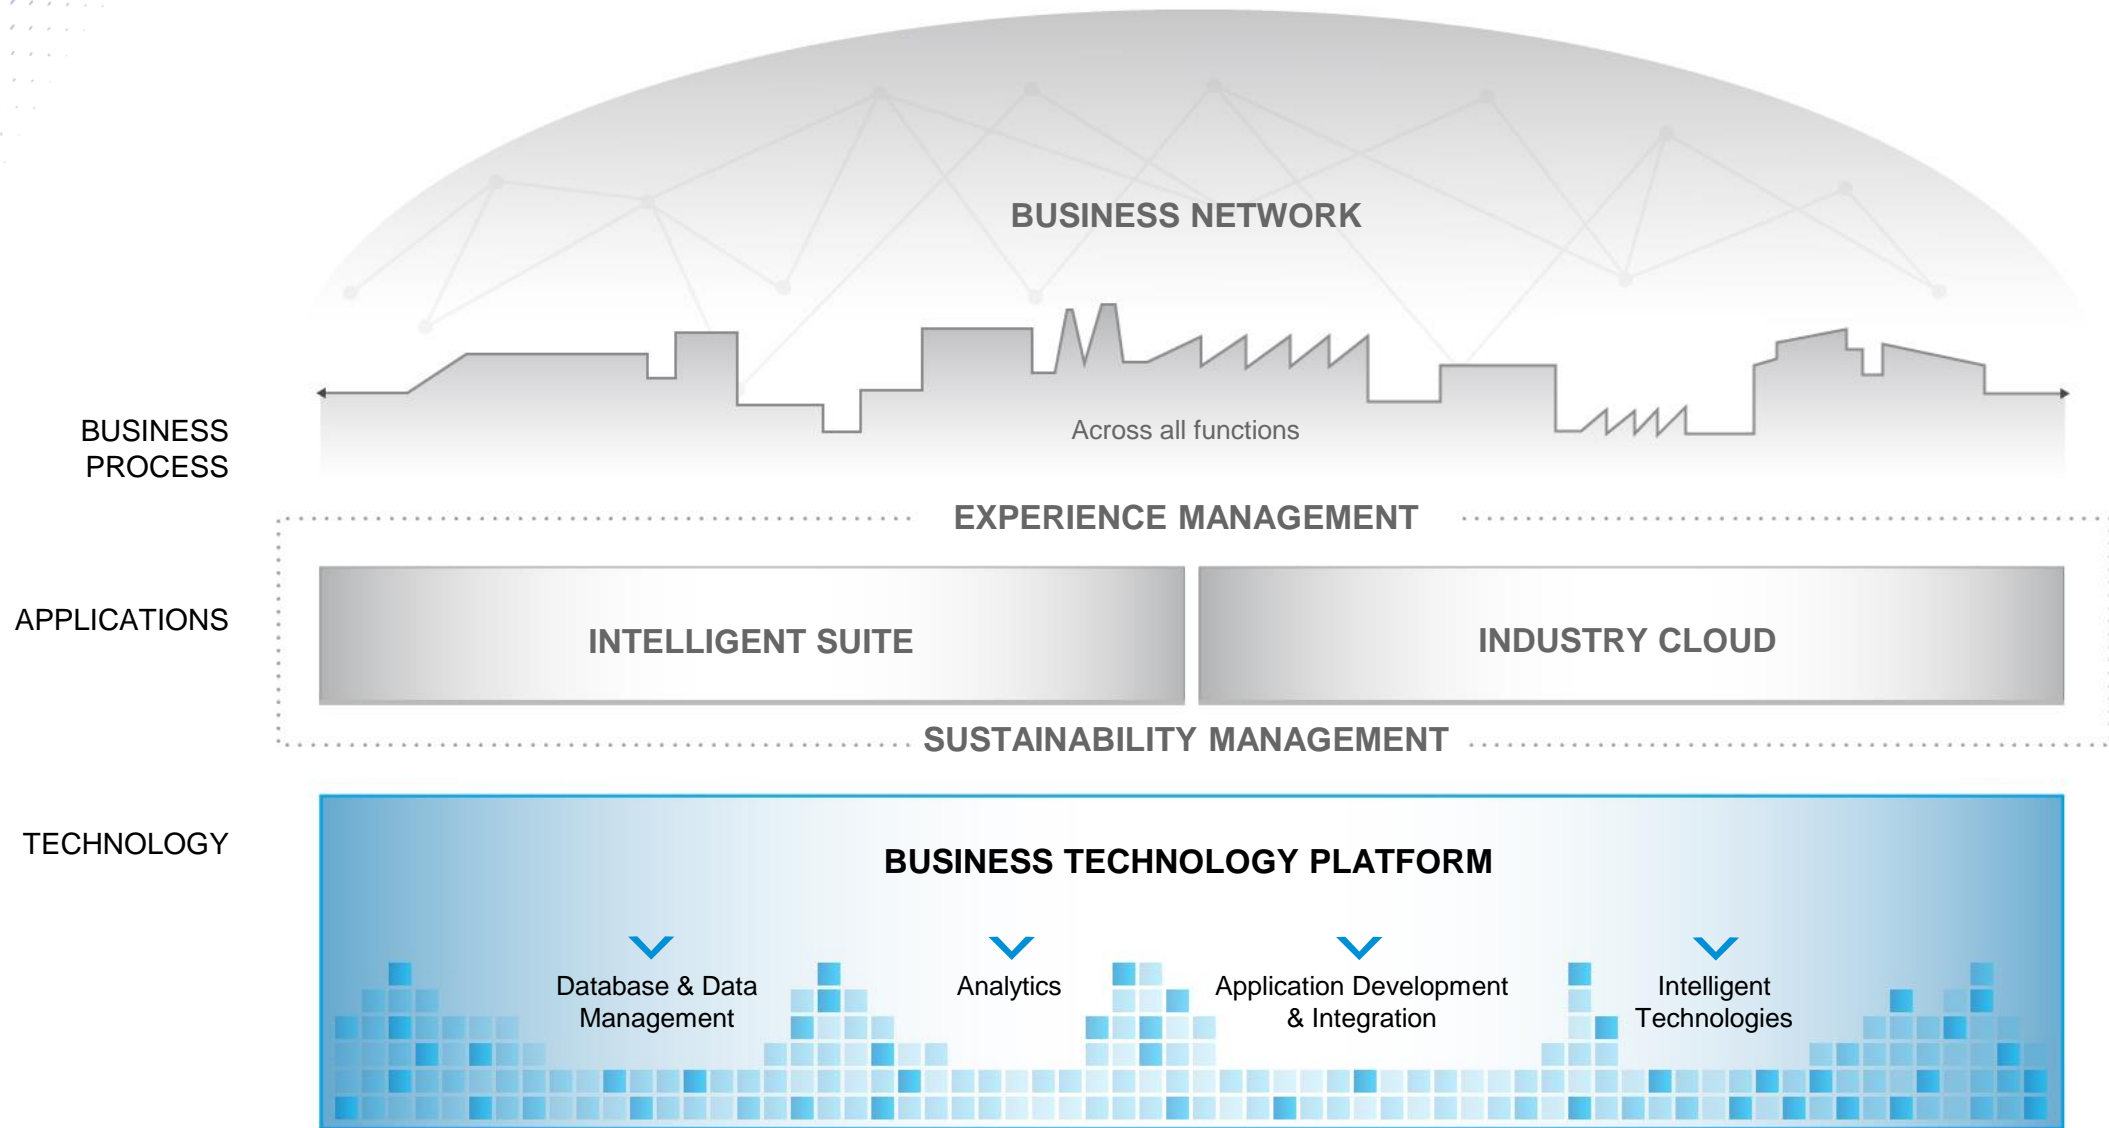 BUSINESS NETWORK
BUSINESS
PROCESS
Across all functions
EXPERIENCE MANAGEMENT
APPLICATIONS
INTELLIGENT SUITE
INDUSTRY CLOUD
SUSTAINABILITY MANAGEMENT
TECHNOLOGY
BUSINESS TECHNOLOGY PLATFORM
Database & Data
Management
Analytics
Application Development
& Integration
Intelligent
Technologies